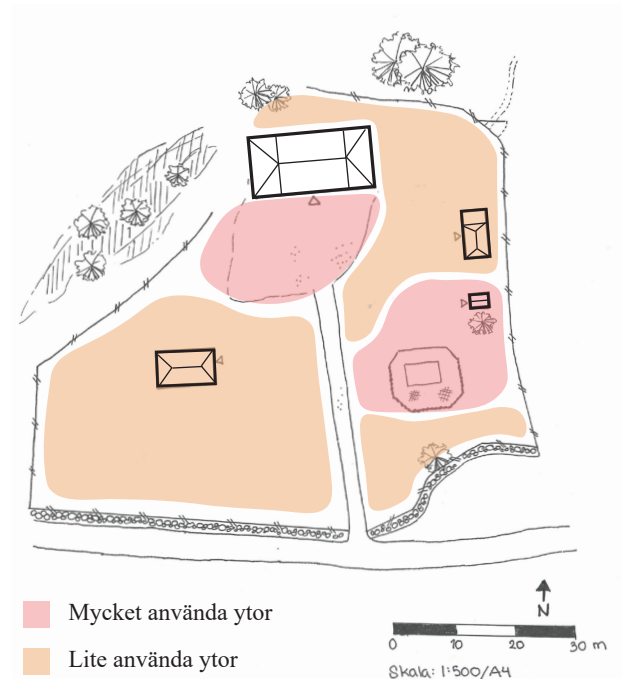 Mycket använda ytor
Lite använda ytor
N
0 10 20 30 m
Skala: 1:500/A4